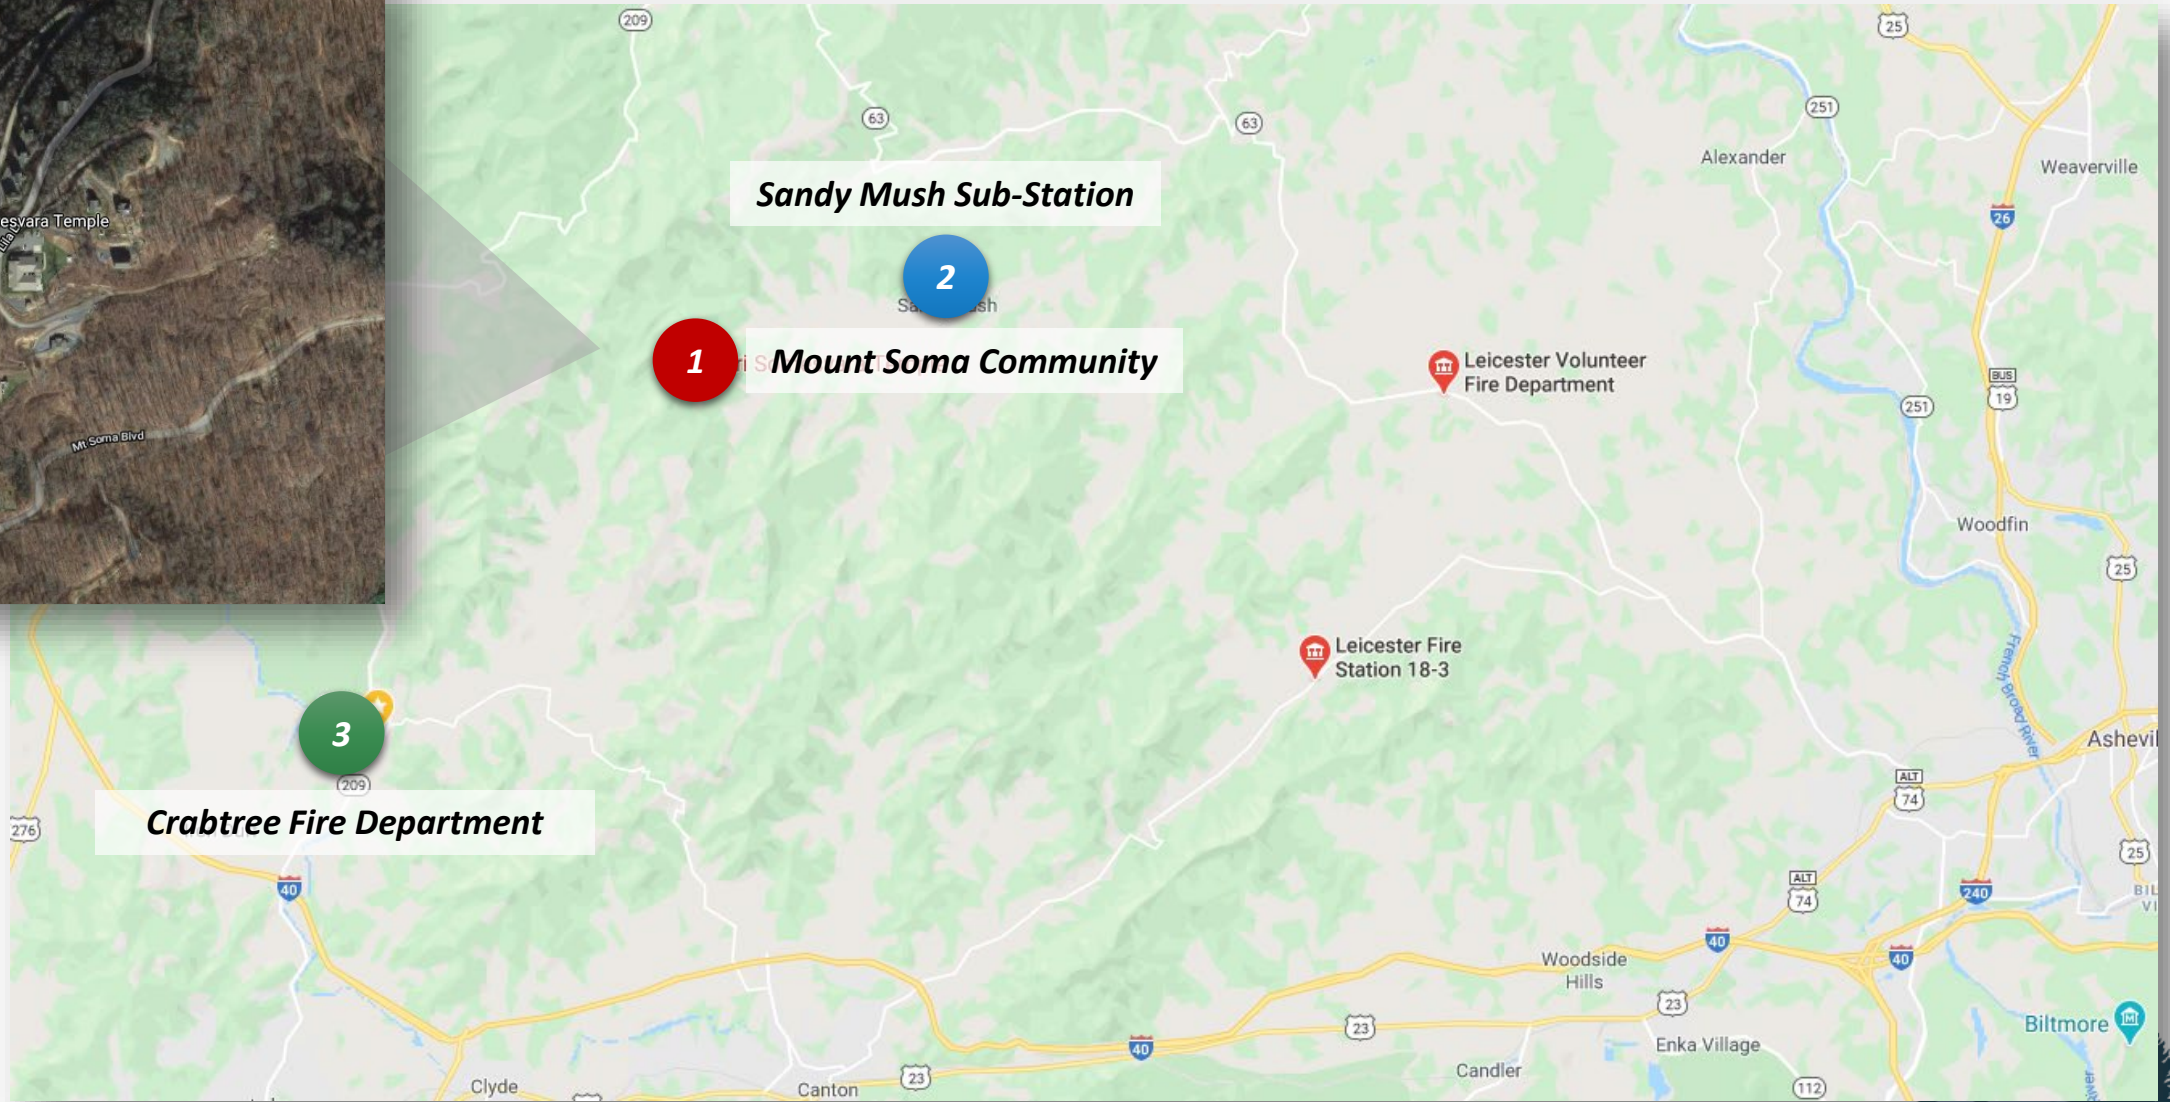 209
25
63
63
251
Alexander
Weaverville
Sandy Mush Sub-Station
26
esvara Temple
2
1
Mount Soma Community
Leicester Volunteer
Fire Department
BUS
19
251
Mt Soma Blvd
Woodfin
25
Leicester Fire
Station 18-3
French Broad River
3
209
Ashevil
ALT
74
Crabtree Fire Department
276
25
40
ALT
74
240
BIL
VI
40
40
Woodside
Hills
23
Biltmore
23
40
Enka Village
Candler
23
Clyde
Canton
112